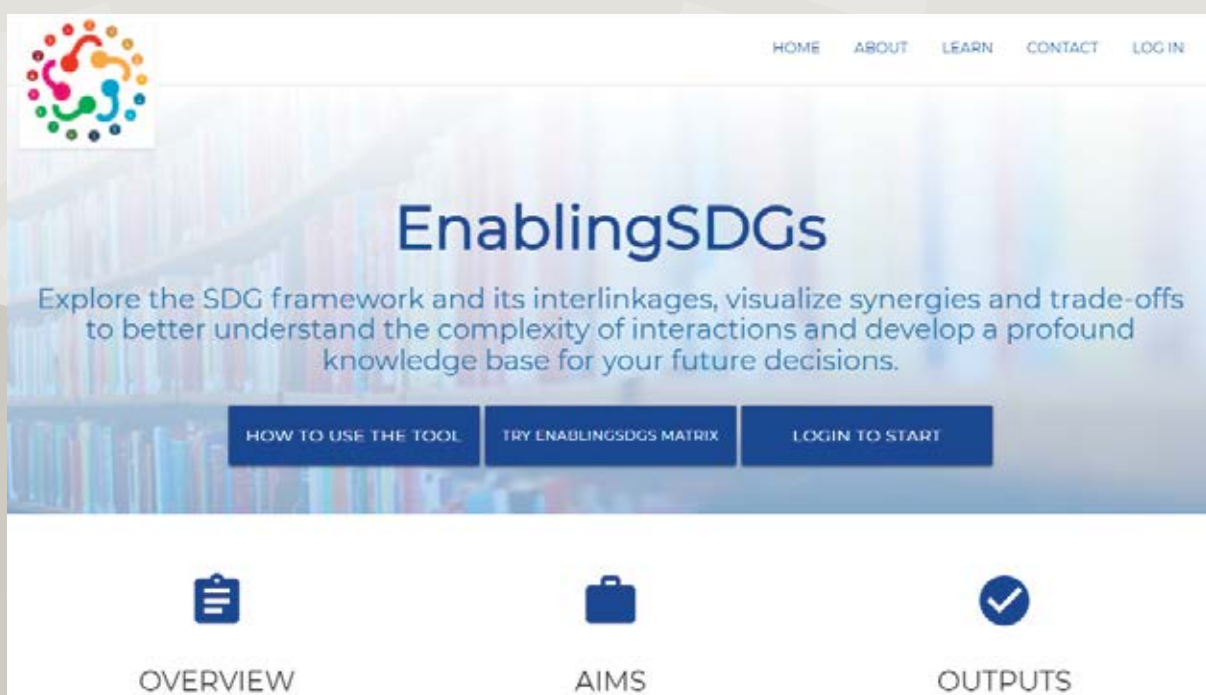 HOME ABOUT LEARN CONTACT LOG IN
EnablingSDGs
Explore the SDG framework and its interlinkages, visualize synergies and trade-offs
to better understand the complexity of interactions and develop a profound
knowledge base for your future decisions.
HOW TO USE THE TOOL TRY ENABLINGSDGS MATRIX LOGIN TO START
OVERVIEW AIMS OUTPUTS